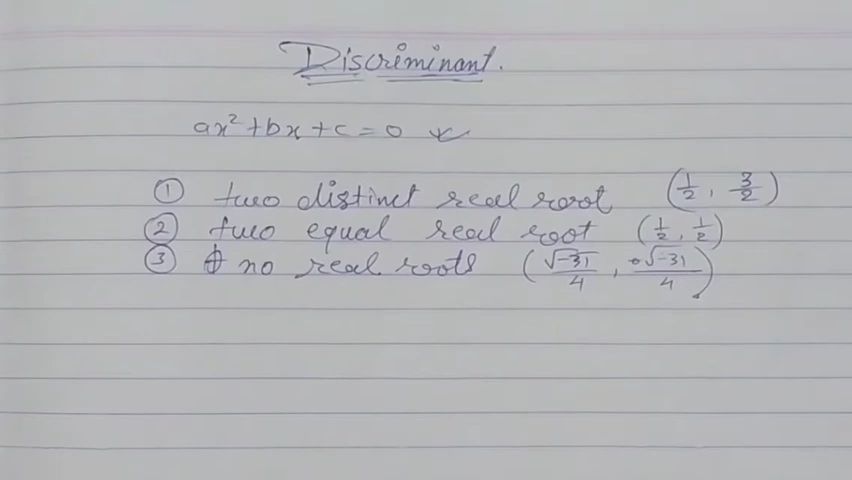 Discriminant.
ax² + bx + c = 0
① two distinct real root (1/2, 3/2)
② two equal real root (1/2, 1/2)
③ no real roots (√-31/4, √-31/4)